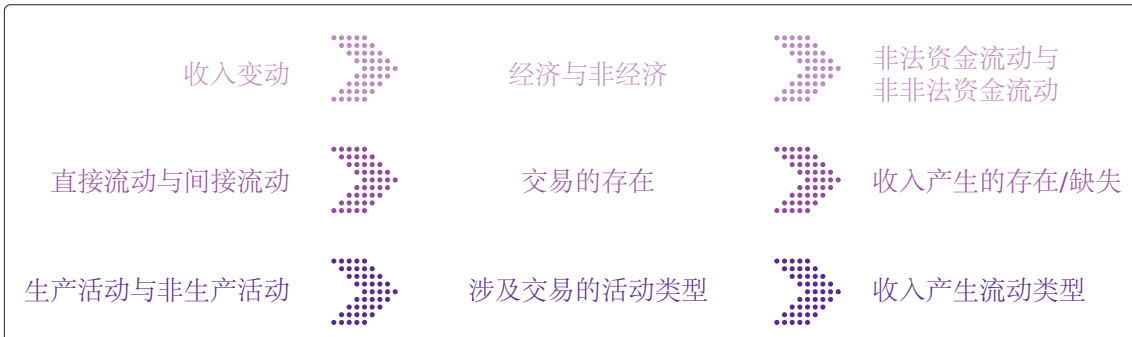 收入变动
经济与非经济
非法资金流动与
非非法资金流动
直接流动与间接流动
交易的存在
收入产生的存在/缺失
生产活动与非生产活动
涉及交易的活动类型
收入产生流动类型